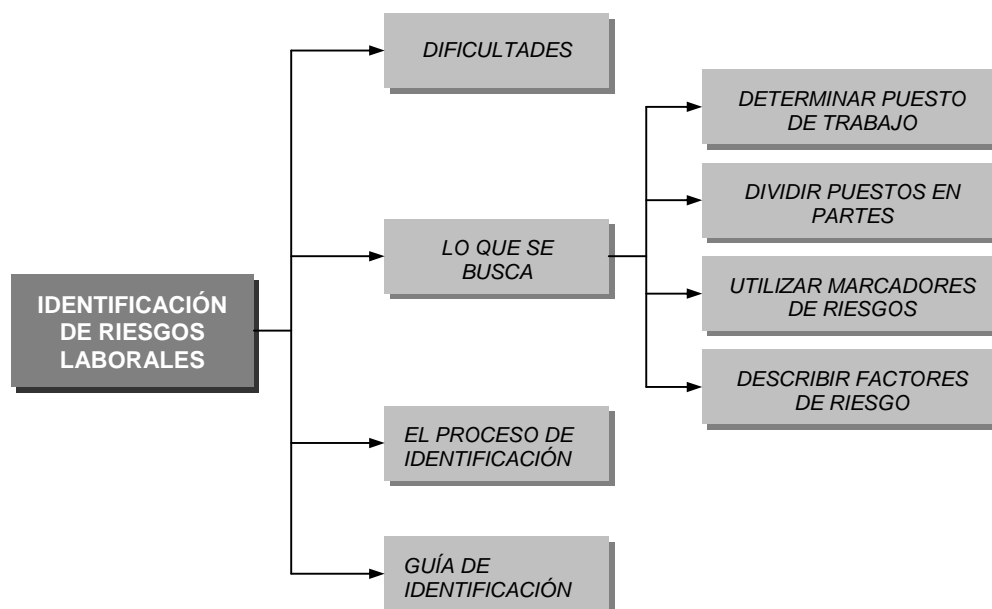 IDENTIFICACIÓN
DE RIESGOS
LABORALES
DIFICULTADES
LO QUE SE
BUSCA
DETERMINAR PUESTO
DE TRABAJO
DIVIDIR PUESTOS EN
PARTES
UTILIZAR MARCADORES
DE RIESGOS
DESCRIBIR FACTORES
DE RIESGO
EL PROCESO DE
IDENTIFICACIÓN
GUÍA DE
IDENTIFICACIÓN